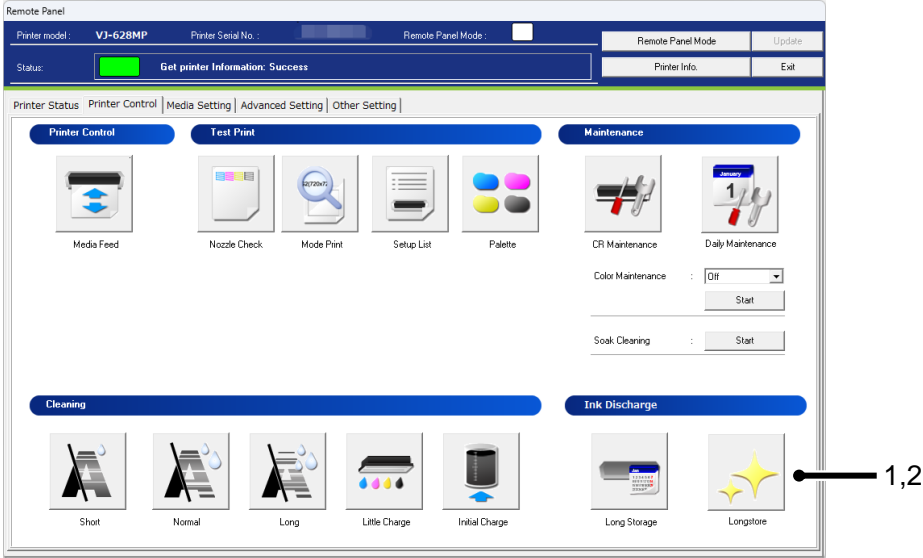 Remote Panel
Printer model : VJ-628MP Printer Serial No. : Remote Panel Mode : Remote Panel Mode Update
Status: Get printer Information: Success Printer Info. Exit
Printer Status Printer Control Media Setting Advanced Setting Other Setting
Printer Control Test Print Maintenance
Media Feed Nozzle Check Mode Print Setup List Palette CR Maintenance Daily Maintenance
January
1
Color Maintenance : Off
Start
Soak Cleaning : Start
Cleaning Ink Discharge
Jan
Short Normal Long Little Charge Initial Charge Long Storage Longstore
1,2